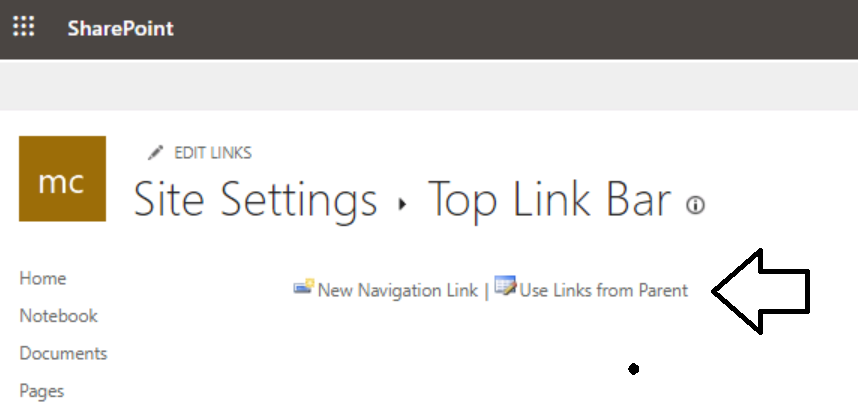 SharePoint
EDIT LINKS
mc
Site Settings ▸ Top Link Bar
Home
New Navigation Link | Use Links from Parent
Notebook
Documents
Pages